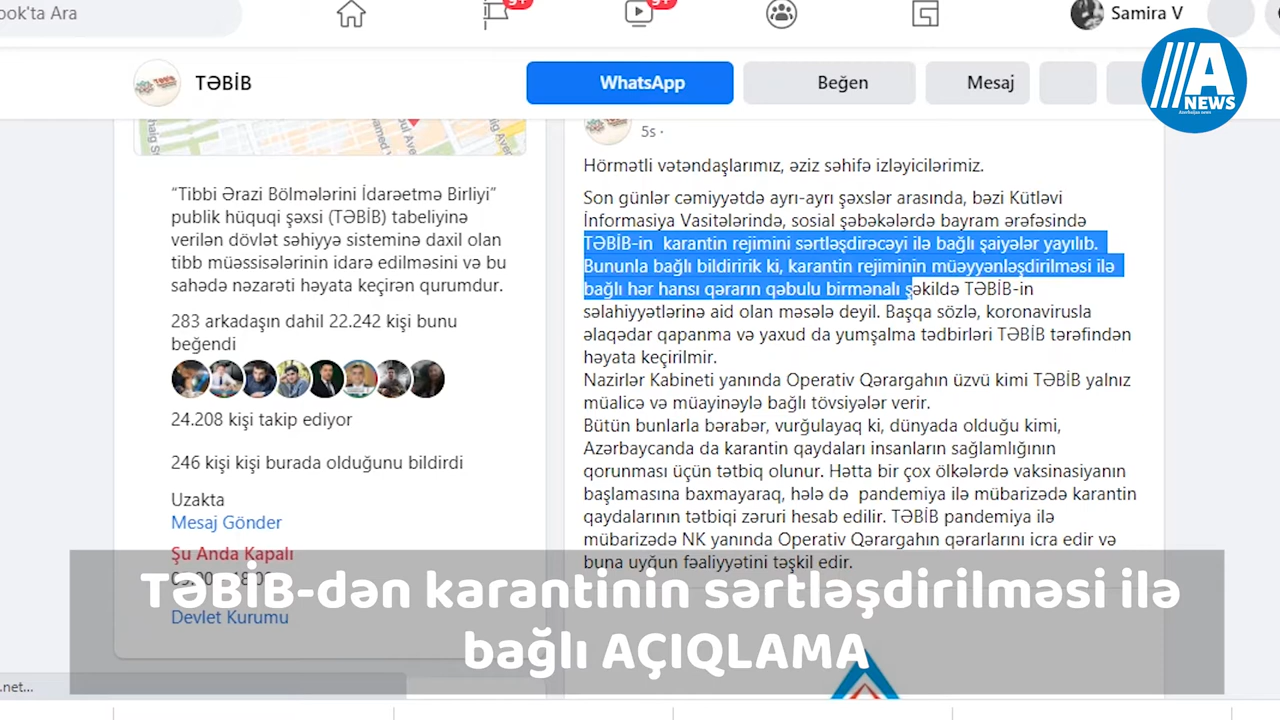 ook'ta Ara
9+
9+
Samira V
TƏBİB
WhatsApp
Beğen
Mesaj
A
NEWS
Azerbaijan news
“Tibbi Ərazi Bölmələrini İdarəetmə Birliyi”
publik hüquqi şəxsi (TƏBİB) tabeliyinə
verilən dövlət səhiyyə sisteminə daxil olan
tibb müəssisələrinin idarə edilməsini və bu
sahədə nəzarəti həyata keçirən qurumdur.
283 arkadaşın dahil 22.242 kişi bunu
beğendi
24.208 kişi takip ediyor
246 kişi kişi burada olduğunu bildirdi
Uzakta
Mesaj Gönder
Şu Anda Kapalı
Devlet Kurumu
5s ·
Hörmətli vətəndaşlarımız, əziz səhifə izləyicilərimiz.
Son günlər cəmiyyətdə ayrı-ayrı şəxslər arasında, bəzi Kütləvi
İnformasiya Vasitələrində, sosial şəbəkələrdə bayram ərəfəsində
TƏBİB-in  karantin rejimini sərtləşdirəcəyi ilə bağlı şaiyələr yayılıb.
Bununla bağlı bildiririk ki, karantin rejiminin müəyyənləşdirilməsi ilə
bağlı hər hansı qərarın qəbulu birmənalı şəkildə TƏBİB-in
səlahiyyətlərinə aid olan məsələ deyil. Başqa sözlə, koronavirusla
əlaqədar qapanma və yaxud da yumşalma tədbirləri TƏBİB tərəfindən
həyata keçirilmir.
Nazirlər Kabineti yanında Operativ Qərargahın üzvü kimi TƏBİB yalnız
müalicə və müayinəylə bağlı tövsiyələr verir.
Bütün bunlarla bərabər, vurğulayaq ki, dünyada olduğu kimi,
Azərbaycanda da karantin qaydaları insanların sağlamlığının
qorunması üçün tətbiq olunur. Hətta bir çox ölkələrdə vaksinasiyanın
başlamasına baxmayaraq, hələ də  pandemiya ilə mübarizədə karantin
qaydalarının tətbiqi zəruri hesab edilir. TƏBİB pandemiya ilə
mübarizədə NK yanında Operativ Qərargahın qərarlarını icra edir və
buna uyğun fəaliyyətini təşkil edir.
TƏBİB-dən karantinin sərtləşdirilməsi ilə
bağlı AÇIQLAMA
.net...